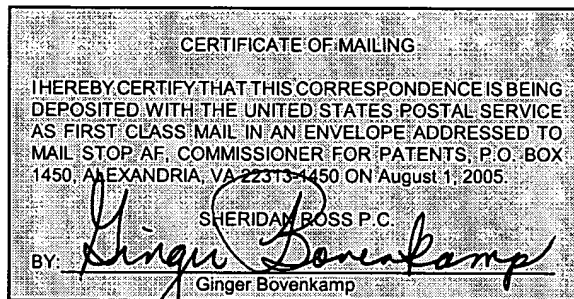 CERTIFICATE OF MAILING
I HEREBY CERTIFY THAT THIS CORRESPONDENCE IS BEING
DEPOSITED WITH THE UNITED STATES POSTAL SERVICE
AS FIRST CLASS MAIL IN AN ENVELOPE ADDRESSED TO
MAIL STOP AF, COMMISSIONER FOR PATENTS, P.O. BOX
1450, ALEXANDRIA, VA 22313-1450 ON August 1, 2005.
SHERIDAN ROSS P.C.
BY: Ginger Bovenkamp
Ginger Bovenkamp